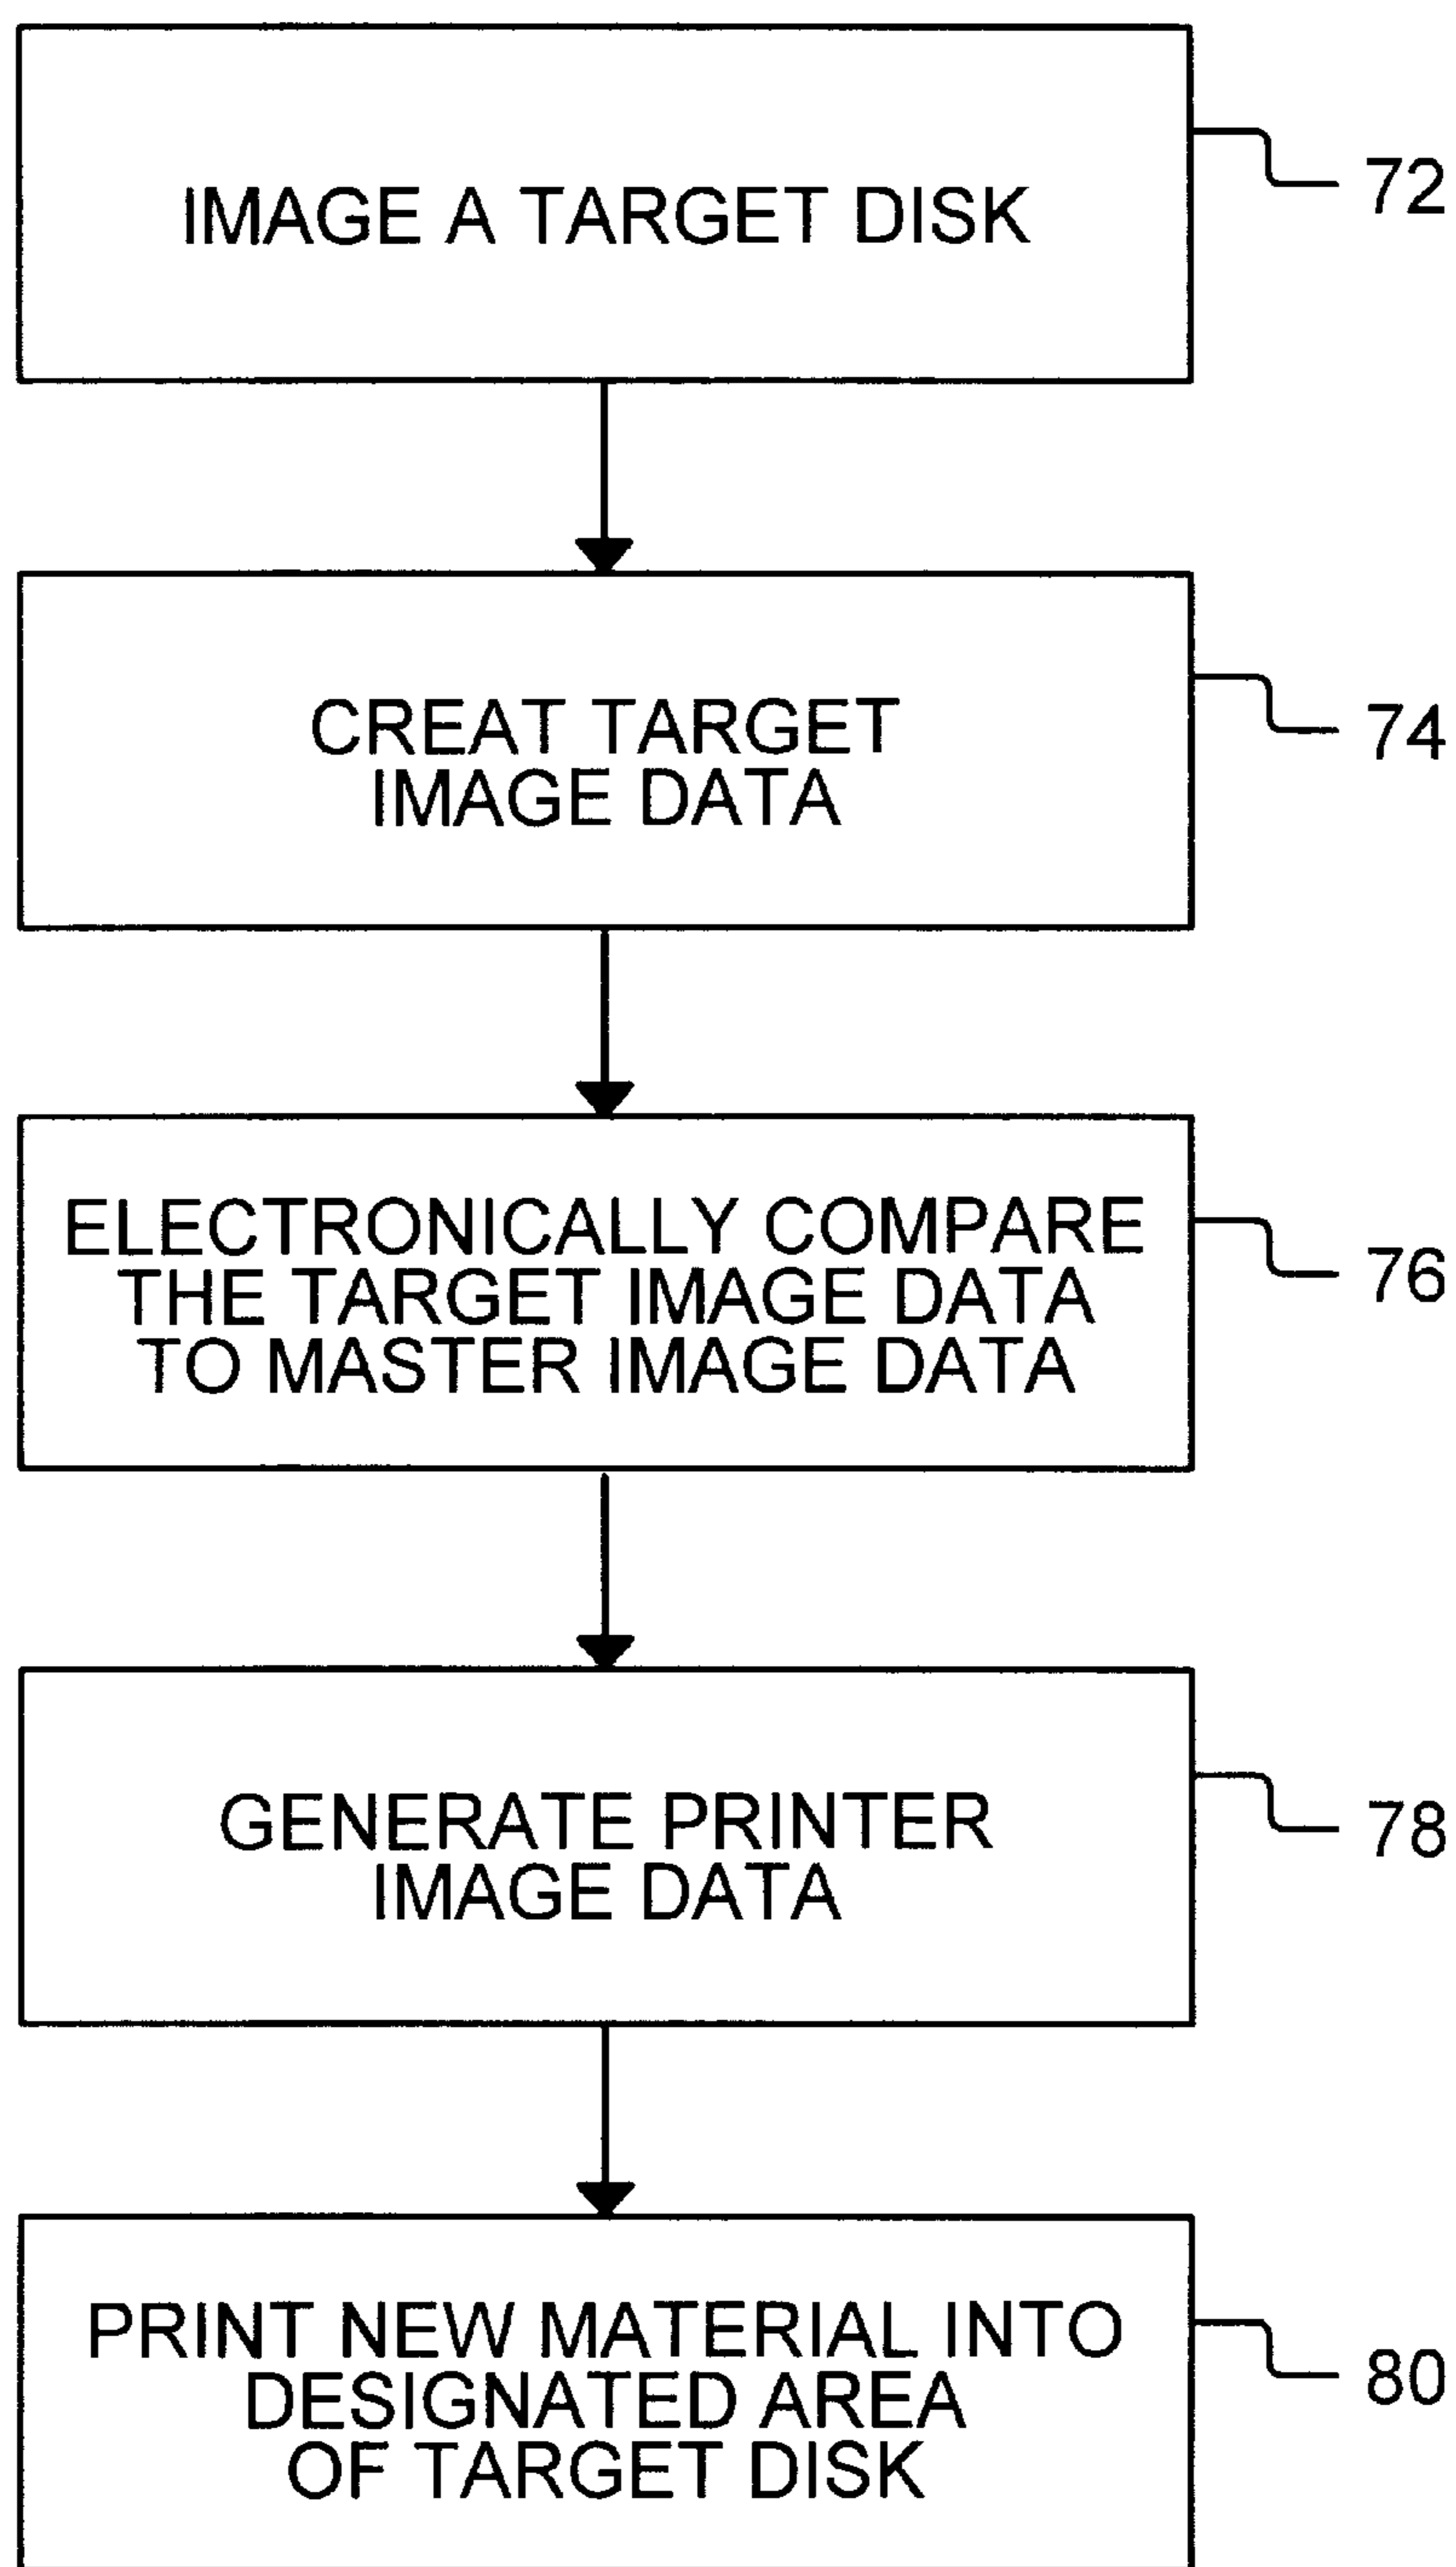 IMAGE A TARGET DISK
72
CREAT TARGET
IMAGE DATA
74
ELECTRONICALLY COMPARE
THE TARGET IMAGE DATA
TO MASTER IMAGE DATA
76
GENERATE PRINTER
IMAGE DATA
78
PRINT NEW MATERIAL INTO
DESIGNATED AREA
OF TARGET DISK
80